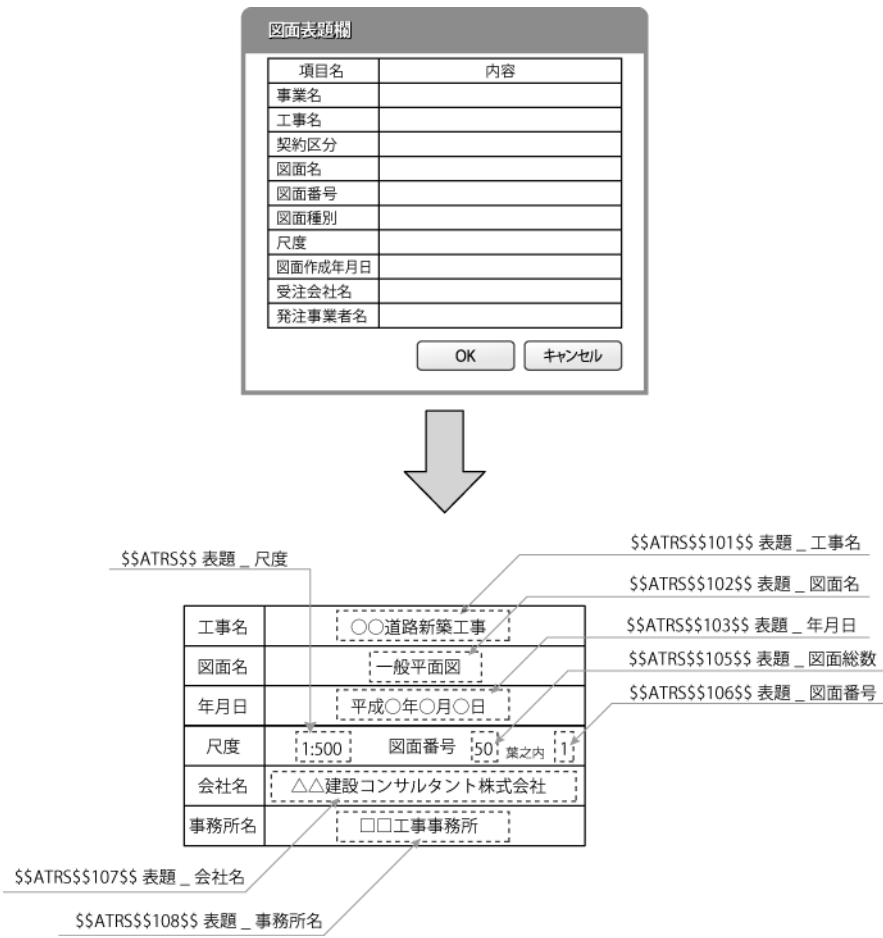 図面表題欄
項目名 内容
事業名
工事名
契約区分
図面名
図面番号
図面種別
尺度
図面作成年月日
受注会社名
発注事業者名
OK キャンセル
$$ATRS$$101$$ 表題 _ 工事名
$$ATRS$$ 表題 _ 尺度
$$ATRS$$102$$ 表題 _ 図面名
$$ATRS$$103$$ 表題 _ 年月日
$$ATRS$$105$$ 表題 _ 図面総数
$$ATRS$$106$$ 表題 _ 図面番号
工事名 ○○道路新築工事
図面名 一般平面図
年月日 平成○年○月○日
尺度 1:500 図面番号 50 葉之内 1
会社名 △△建設コンサルタント株式会社
事務所名 □□工事事務所
$$ATRS$$107$$ 表題 _ 会社名
$$ATRS$$108$$ 表題 _ 事務所名